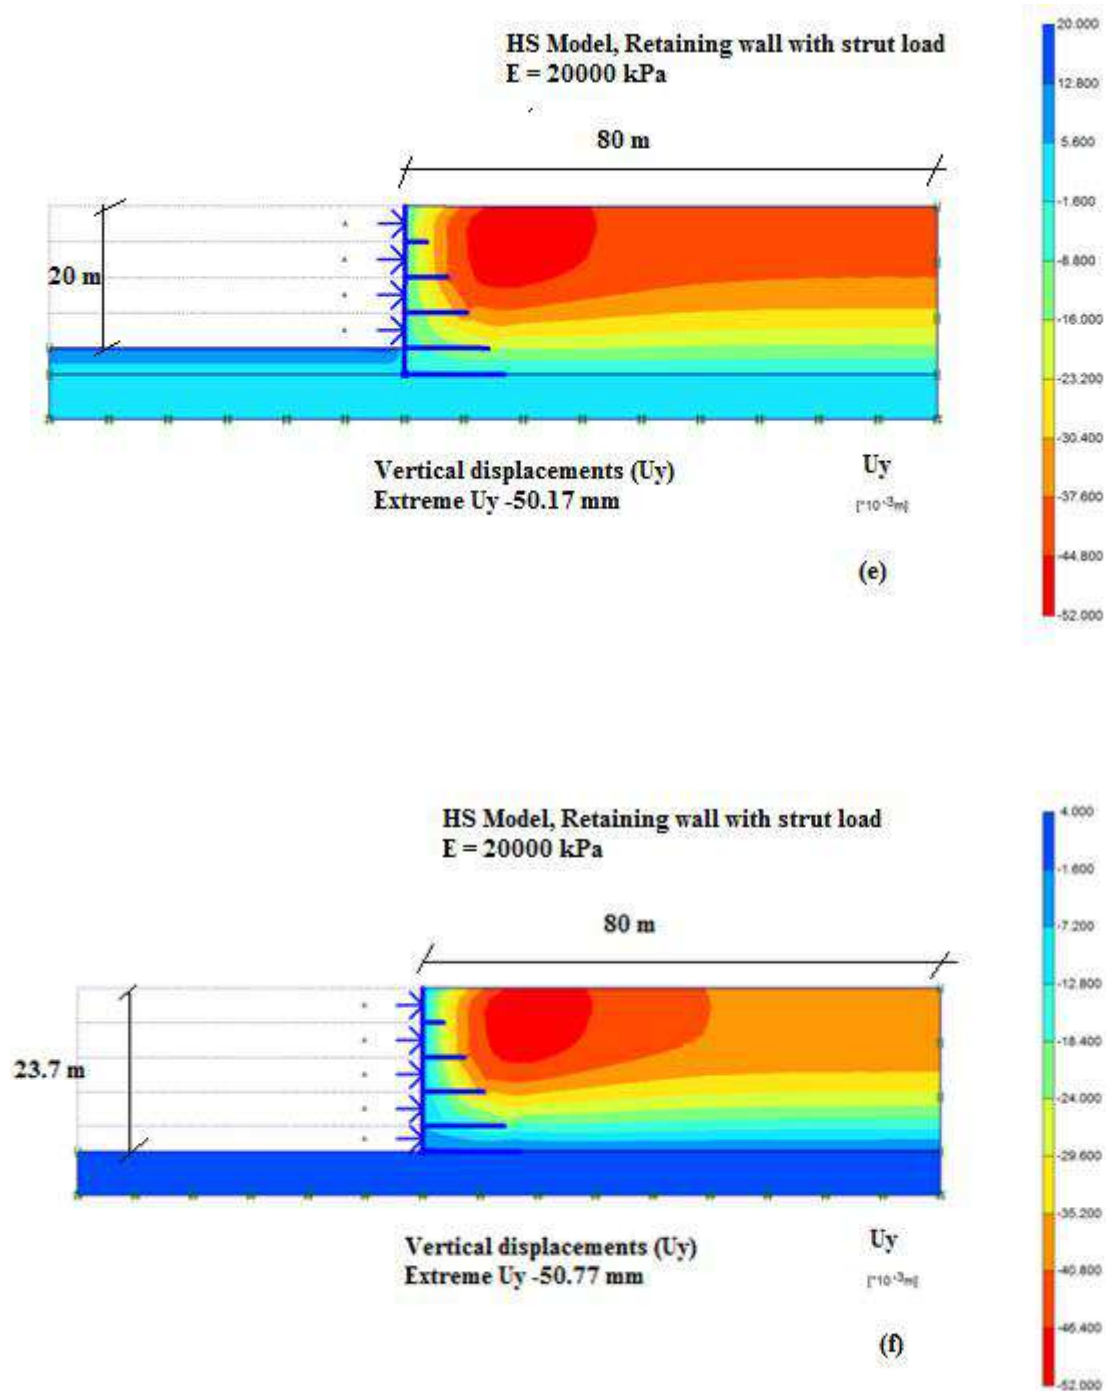 HS Model, Retaining wall with strut load
E = 20000 kPa
80 m
20 m
Vertical displacements (Uy)
Extreme Uy -50.17 mm
Uy
[*10⁻³m]
(e)
20.000
12.800
5.600
-1.600
-8.800
-16.000
-23.200
-30.400
-37.600
-44.800
-52.000
HS Model, Retaining wall with strut load
E = 20000 kPa
80 m
23.7 m
Vertical displacements (Uy)
Extreme Uy -50.77 mm
Uy
[*10⁻³m]
(f)
4.000
-1.600
-7.200
-12.800
-18.400
-24.000
-29.600
-35.200
-40.800
-46.400
-52.000